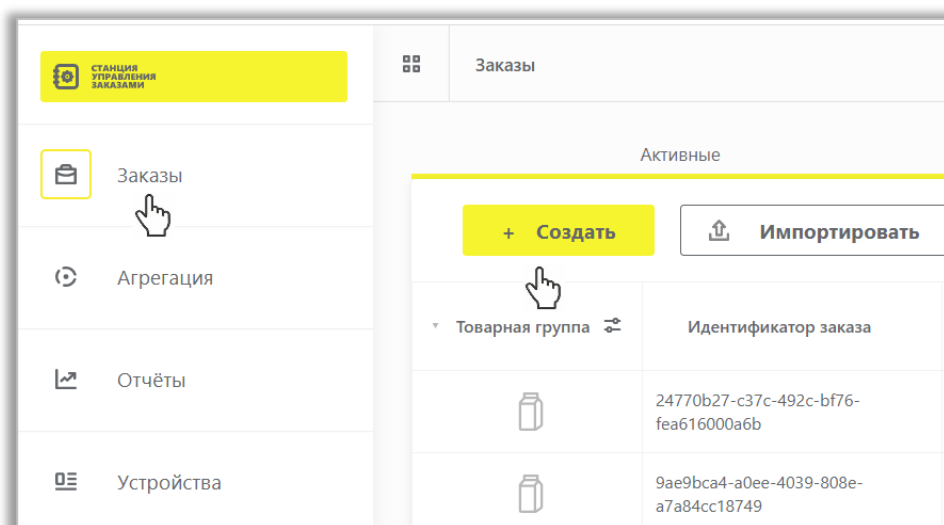 СТАНЦИЯ
УПРАВЛЕНИЯ
ЗАКАЗАМИ
Заказы
Агрегация
Отчёты
Устройства
Заказы
Активные
+ Создать
Импортировать
Товарная группа
Идентификатор заказа
24770b27-c37c-492c-bf76-
fea616000a6b
9ae9bca4-a0ee-4039-808e-
a7a84cc18749